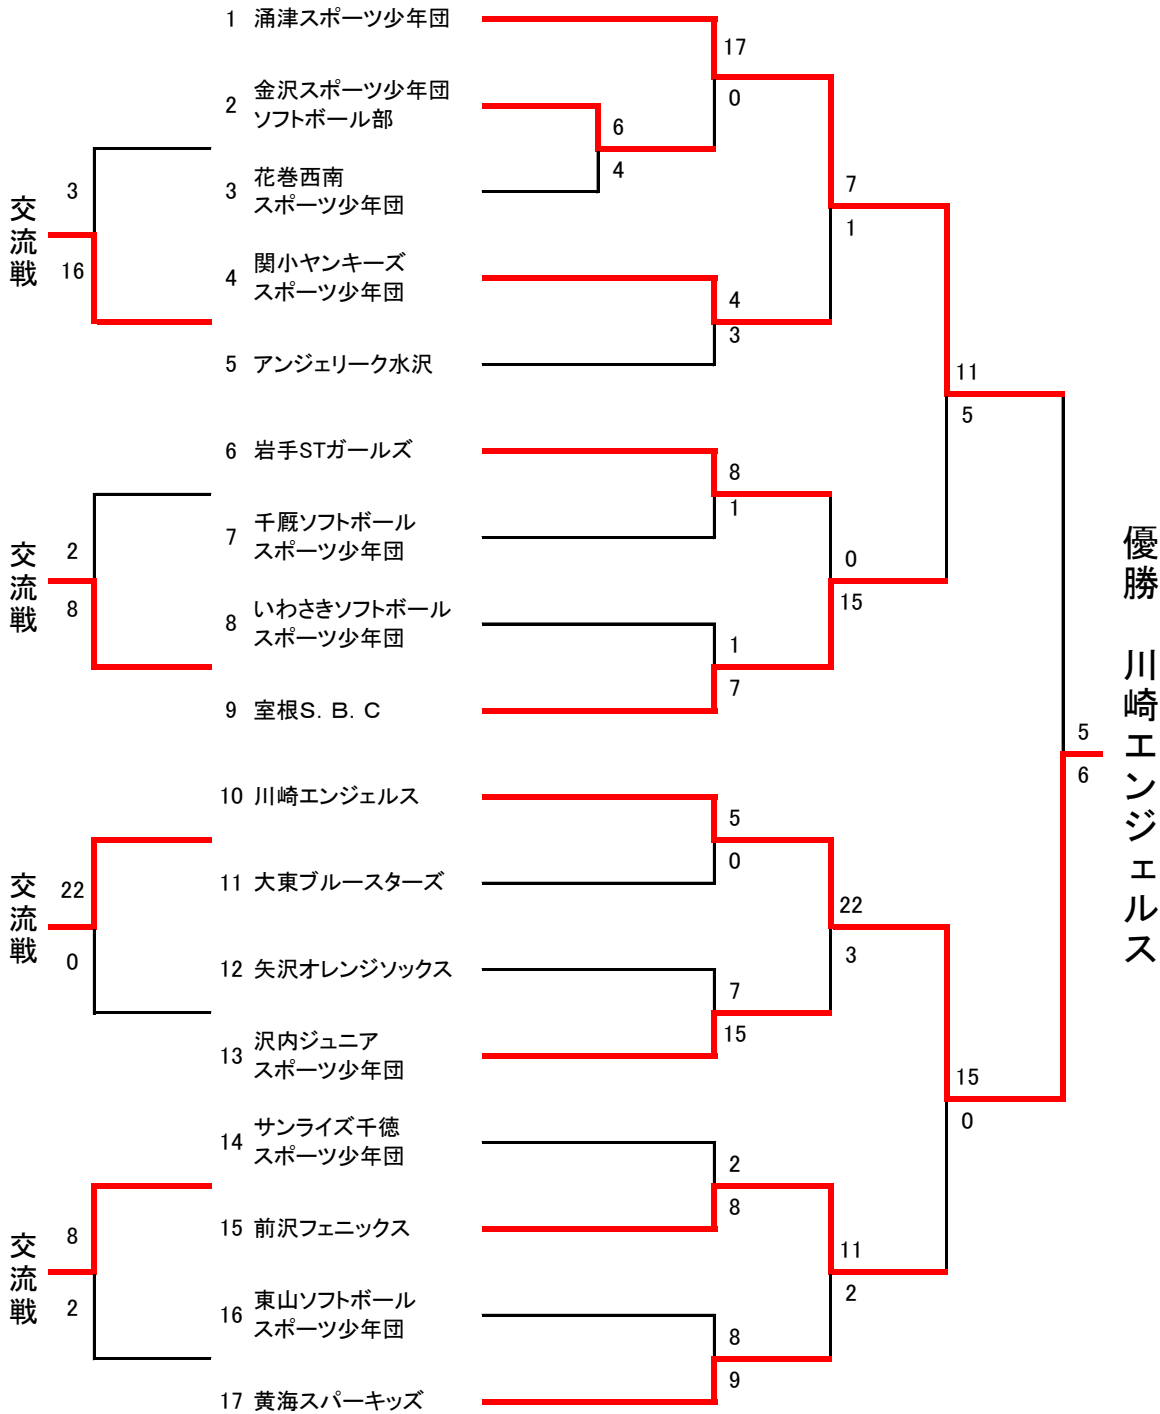 1 涌津スポーツ少年団
17
0
2 金沢スポーツ少年団
ソフトボール部
6
4
3 花巻西南
スポーツ少年団
交流戦
3
16
7
1
4 関小ヤンキーズ
スポーツ少年団
4
3
5 アンジェリーク水沢
11
5
6 岩手STガールズ
8
1
7 千厩ソフトボール
スポーツ少年団
交流戦
2
8
0
15
8 いわさきソフトボール
スポーツ少年団
1
7
9 室根S．B．C
優勝　川崎エンジェルス
5
6
10 川崎エンジェルス
5
0
11 大東ブルースターズ
交流戦
22
0
22
3
12 矢沢オレンジソックス
7
15
13 沢内ジュニア
スポーツ少年団
15
0
14 サンライズ千徳
スポーツ少年団
2
8
15 前沢フェニックス
交流戦
8
2
11
2
16 東山ソフトボール
スポーツ少年団
8
9
17 黄海スパーキッズ